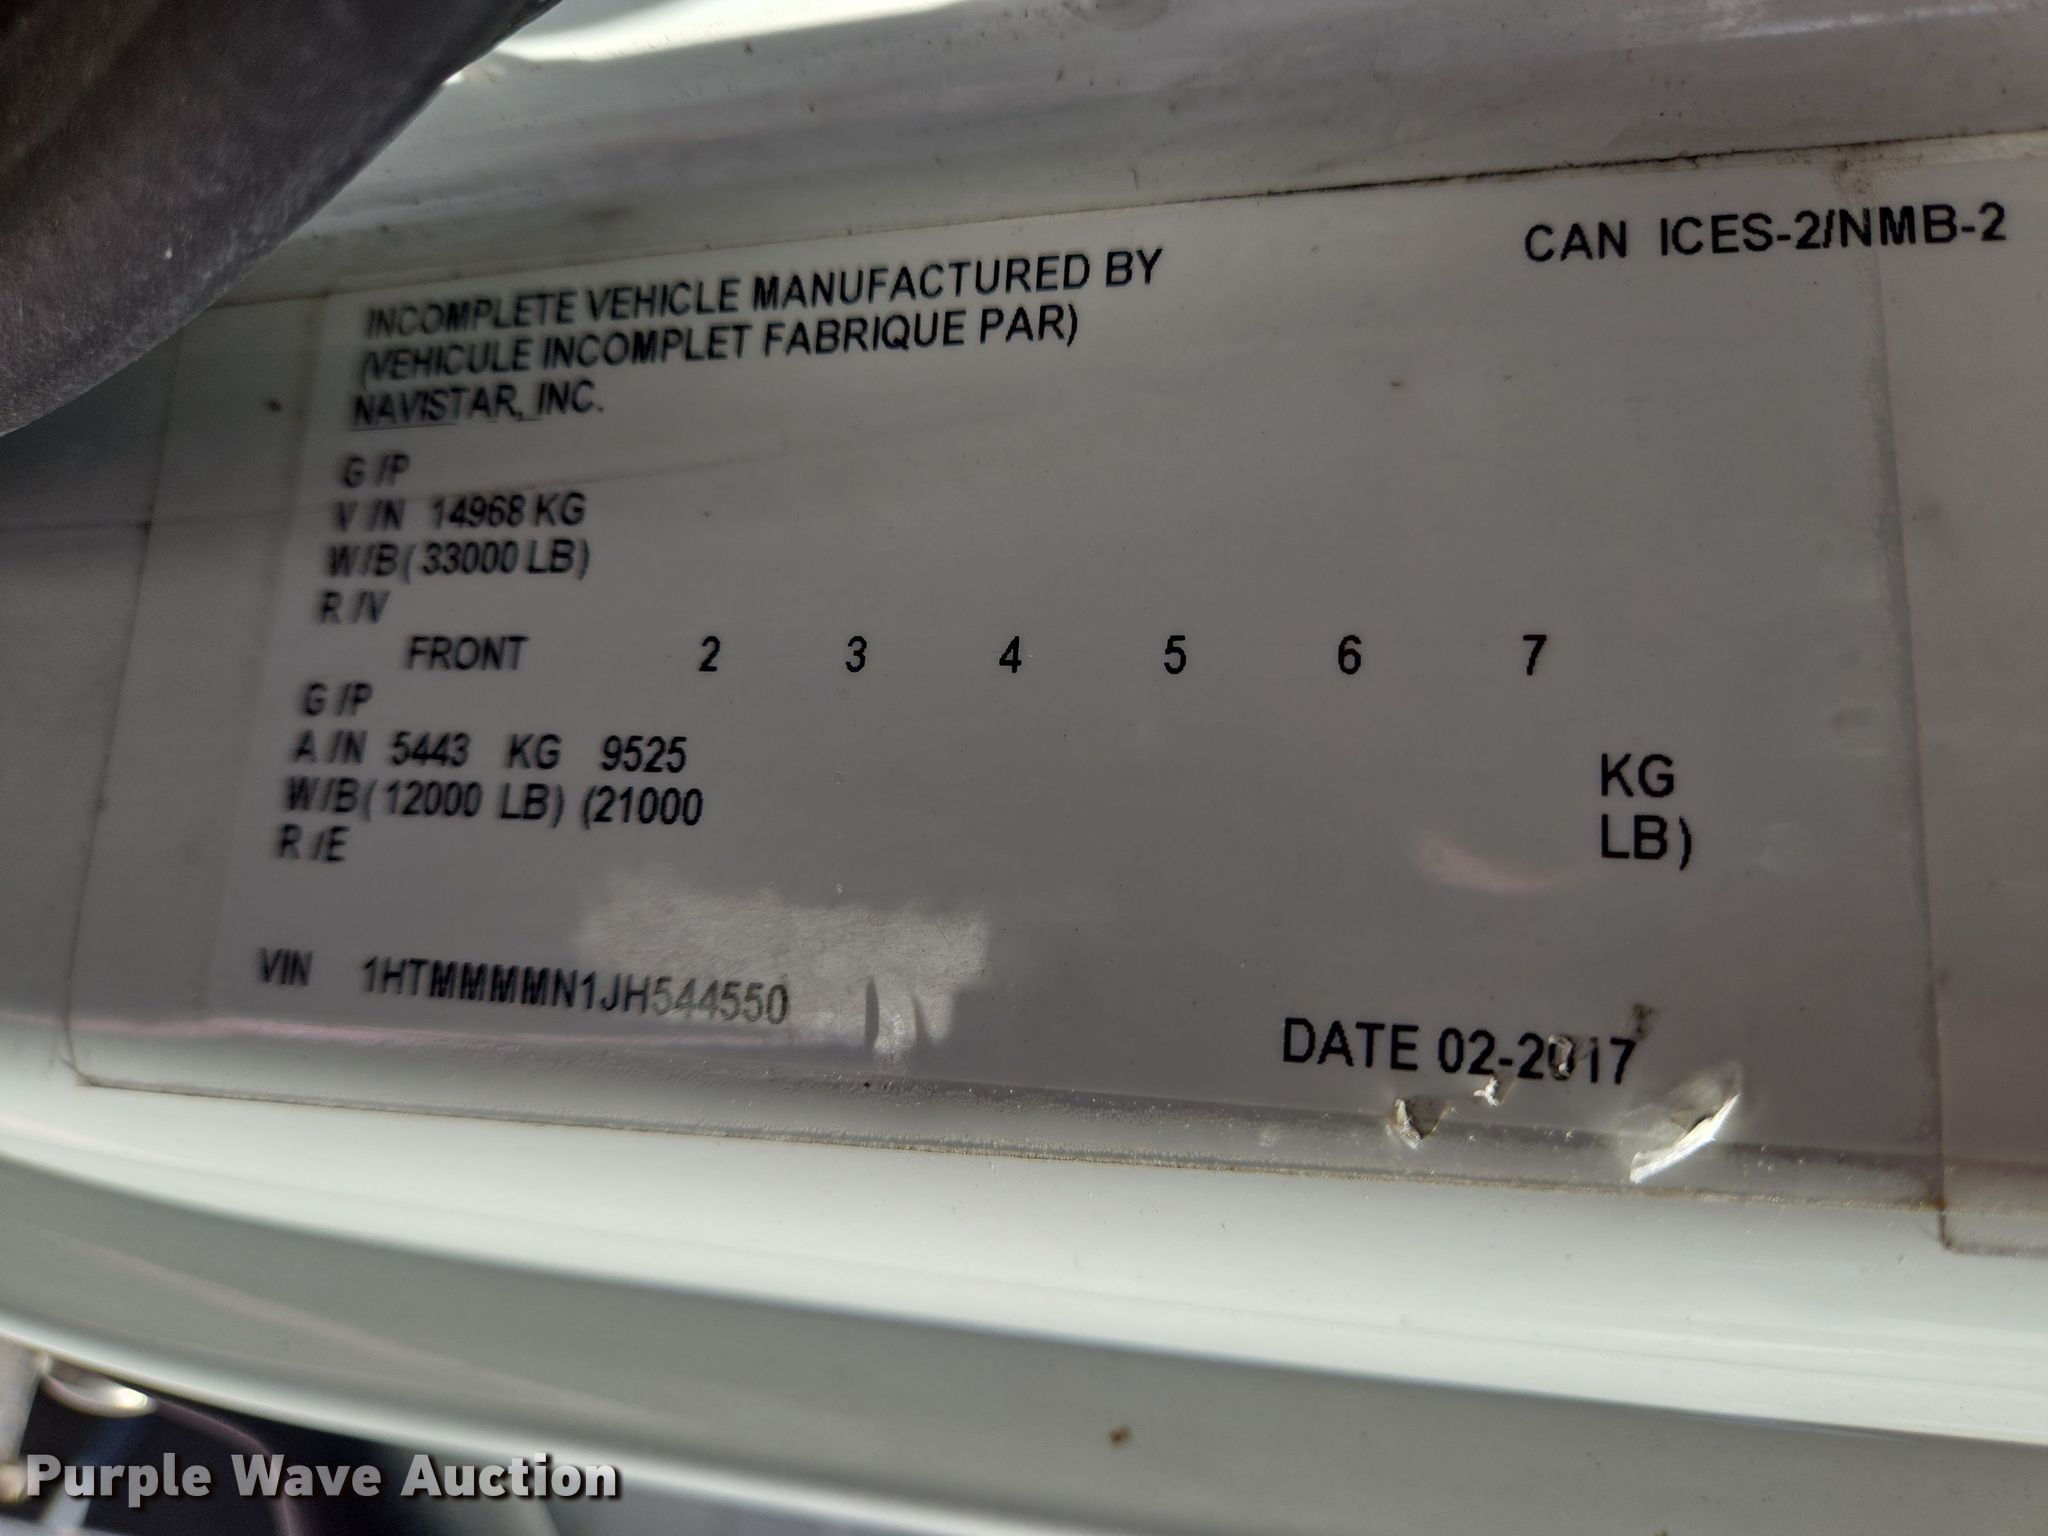 CAN ICES-2/NMB-2
INCOMPLETE VEHICLE MANUFACTURED BY
(VEHICULE INCOMPLET FABRIQUE PAR)
NAVISTAR, INC.
G /P
V /N 14968 KG
W/B( 33000 LB)
R /V
FRONT 2 3 4 5 6 7
G /P
A /N 5443 KG 9525 KG
W/B( 12000 LB) (21000 LB)
R /E
VIN 1HTMMMMN1JH544550
DATE 02-2017
Purple Wave Auction